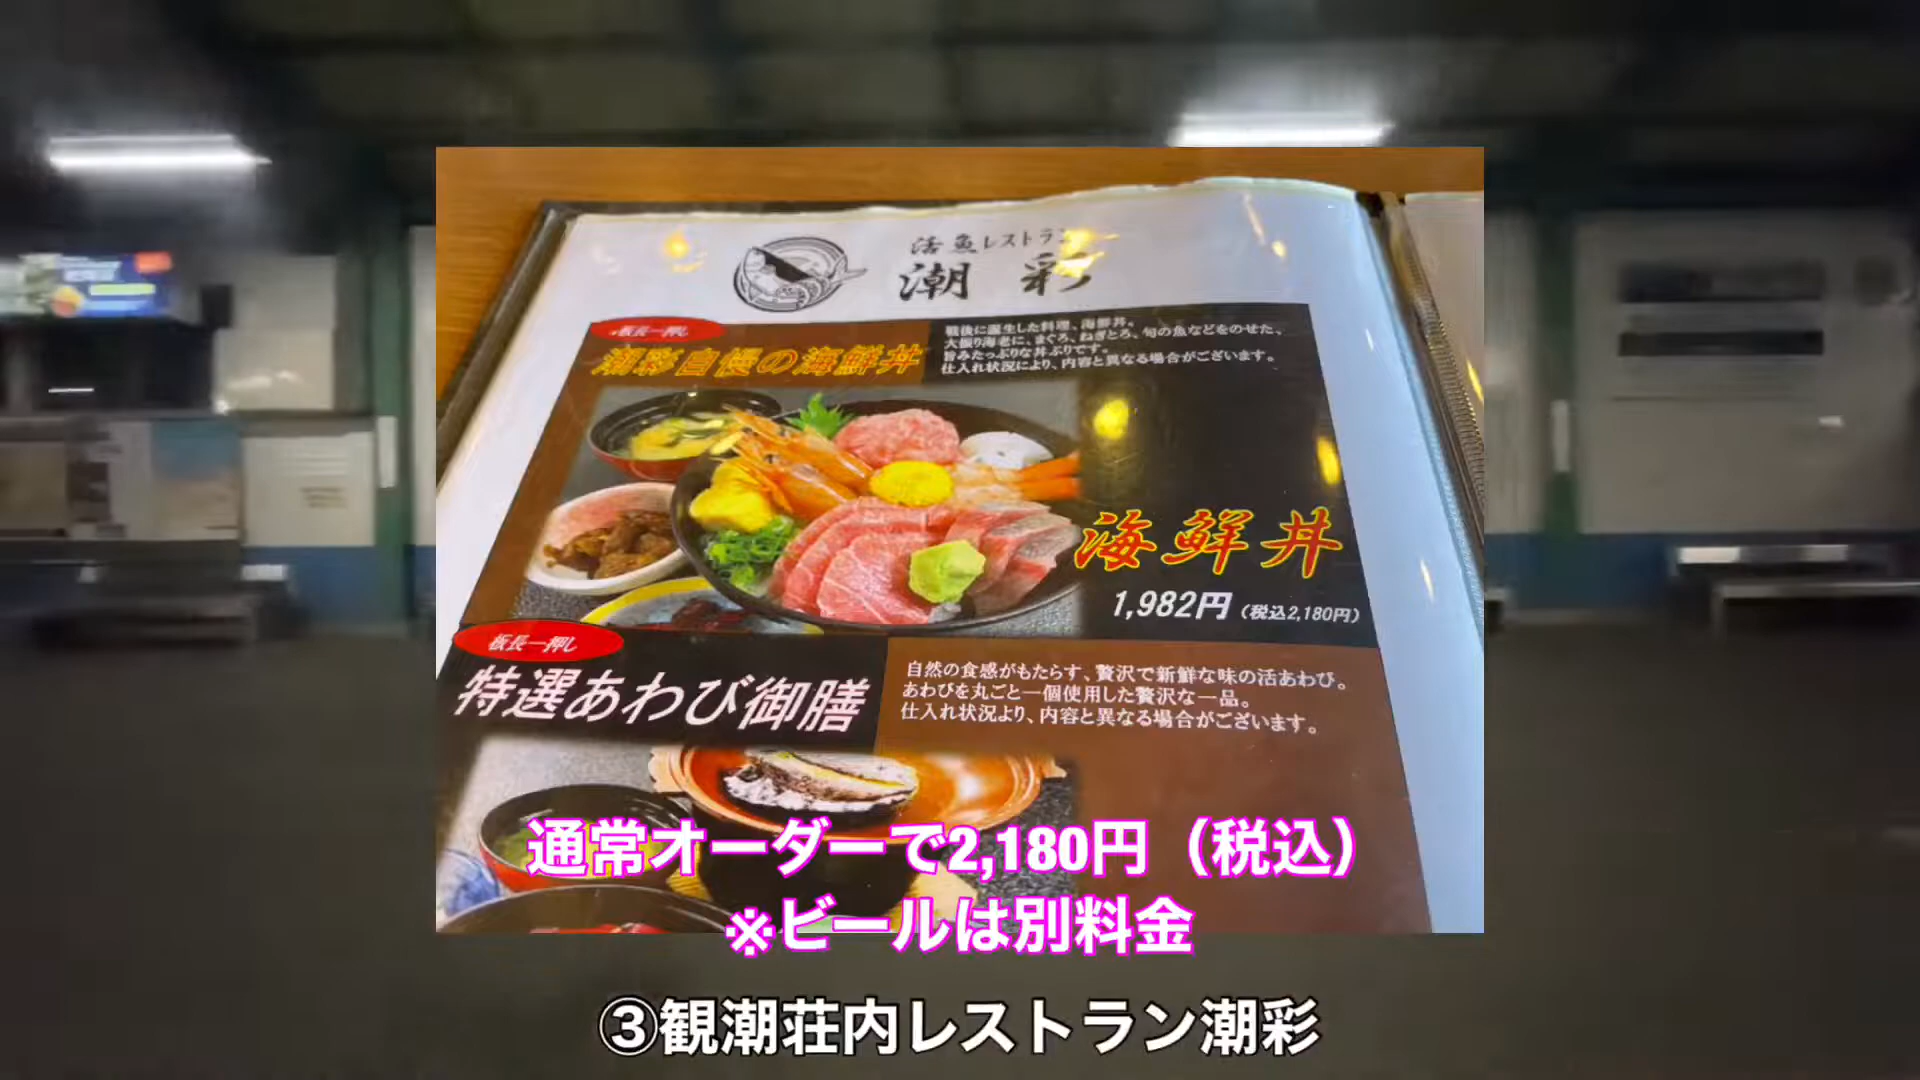 活魚レストラン
潮彩
板長一押し
潮彩自慢の海鮮丼
戦後に誕生した料理、海鮮丼。
大振り海老に、まぐろ、ねぎとろ、旬の魚などをのせた、
旨みたっぷりな丼ぶりです。
仕入れ状況により、内容と異なる場合がございます。
海鮮丼
1,982円（税込2,180円）
板長一押し
特選あわび御膳
自然の食感がもたらす、贅沢で新鮮な味の活あわび。
あわびを丸ごと一個使用した贅沢な一品。
仕入れ状況より、内容と異なる場合がございます。
通常オーダーで2,180円（税込）
※ビールは別料金
③観潮荘内レストラン潮彩